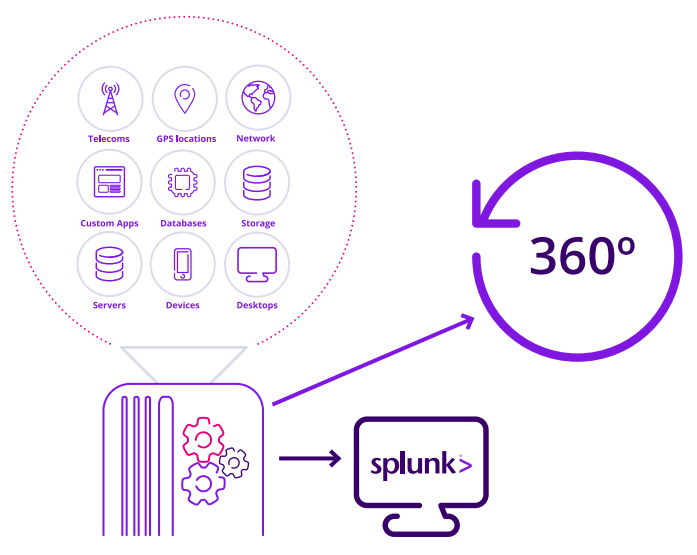 Telecoms
GPS locations
Network
Custom Apps
Databases
Storage
Servers
Devices
Desktops
360º
splunk>